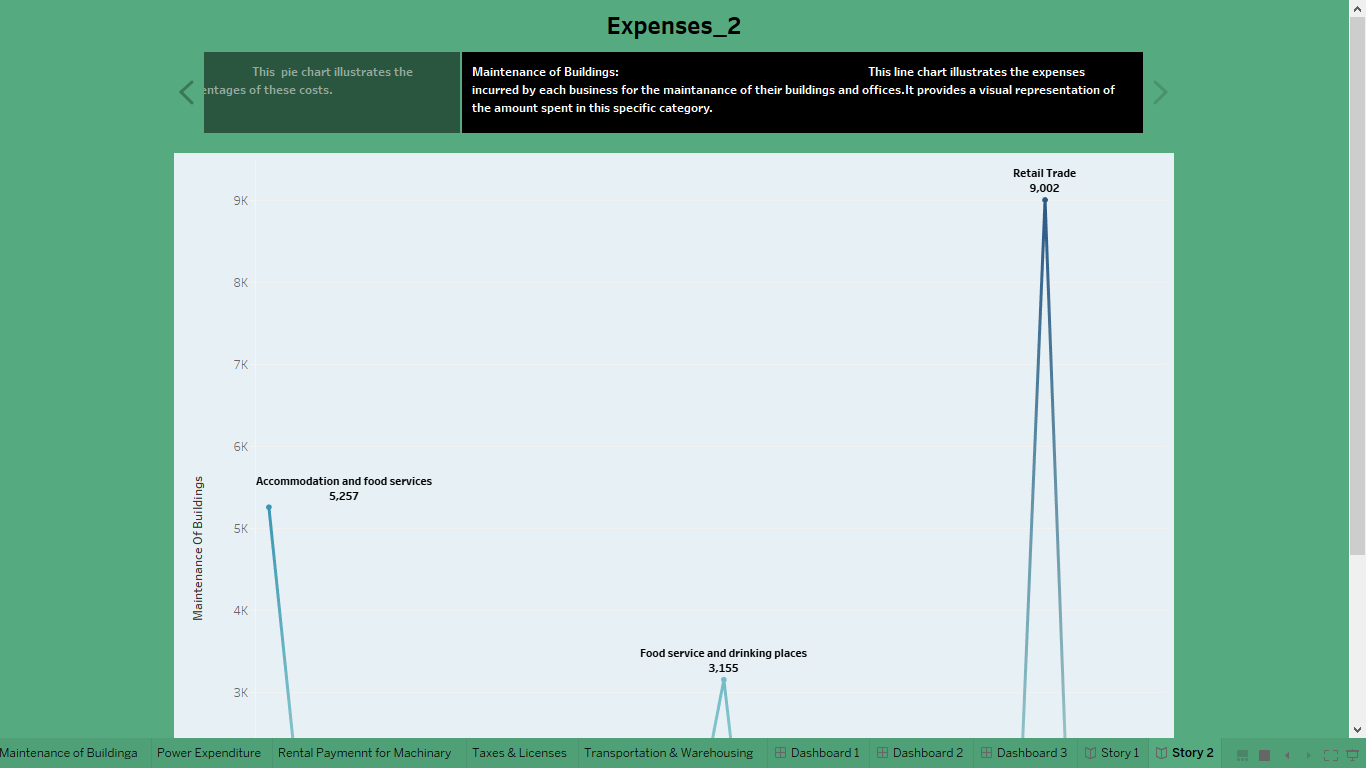 Expenses_2
This pie chart illustrates the
entages of these costs.
Maintenance of Buildings: This line chart illustrates the expenses
incurred by each business for the maintanance of their buildings and offices.It provides a visual representation of
the amount spent in this specific category.
Retail Trade
9,002
9K
8K
7K
6K
Accommodation and food services
5,257
5K
Maintenance Of Buildings
4K
Food service and drinking places
3,155
3K
Maintenance of Buildinga Power Expenditure Rental Paymennt for Machinary Taxes & Licenses Transportation & Warehousing Dashboard 1 Dashboard 2 Dashboard 3 Story 1 Story 2